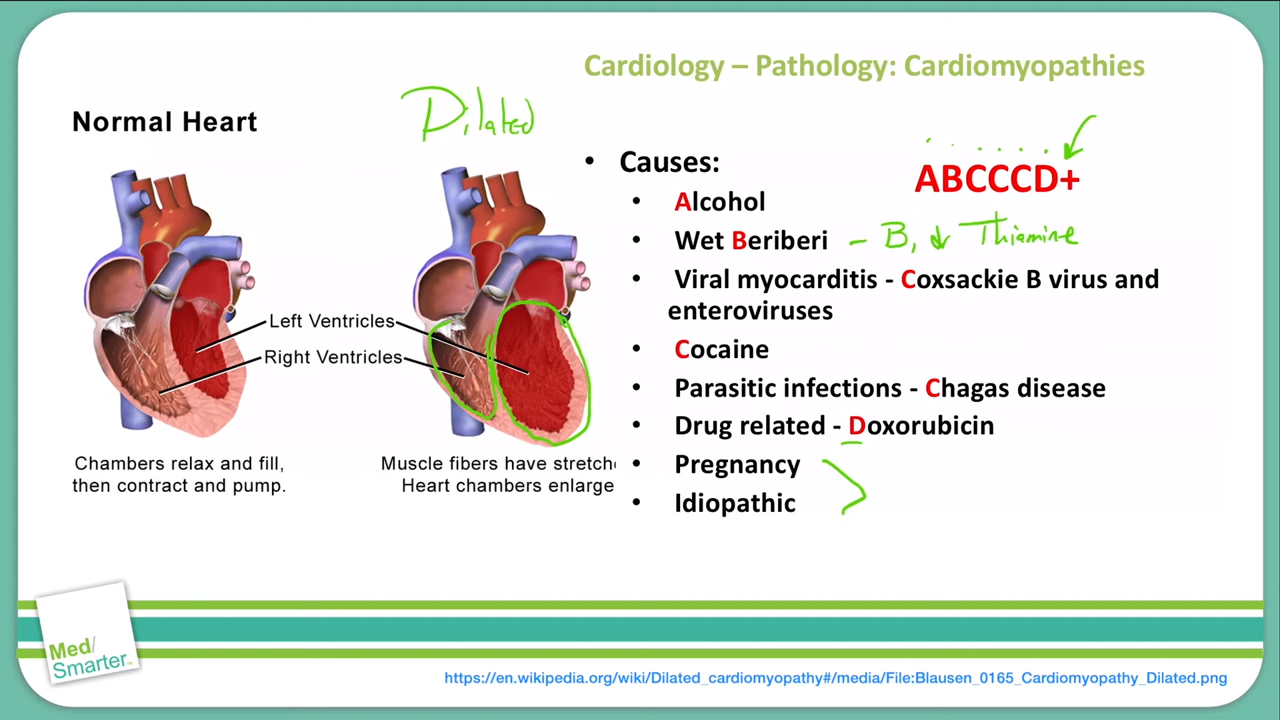 Cardiology – Pathology: Cardiomyopathies
Normal Heart
Dilated
Left Ventricles
Right Ventricles
Chambers relax and fill,
then contract and pump.
Muscle fibers have stretch
Heart chambers enlarge
• Causes:
ABCCCD+
• Alcohol
• Wet Beriberi – B₁ ↓ Thiamine
• Viral myocarditis - Coxsackie B virus and
enteroviruses
• Cocaine
• Parasitic infections - Chagas disease
• Drug related - Doxorubicin
• Pregnancy
• Idiopathic
Med/
Smarter™
https://en.wikipedia.org/wiki/Dilated_cardiomyopathy#/media/File:Blausen_0165_Cardiomyopathy_Dilated.png